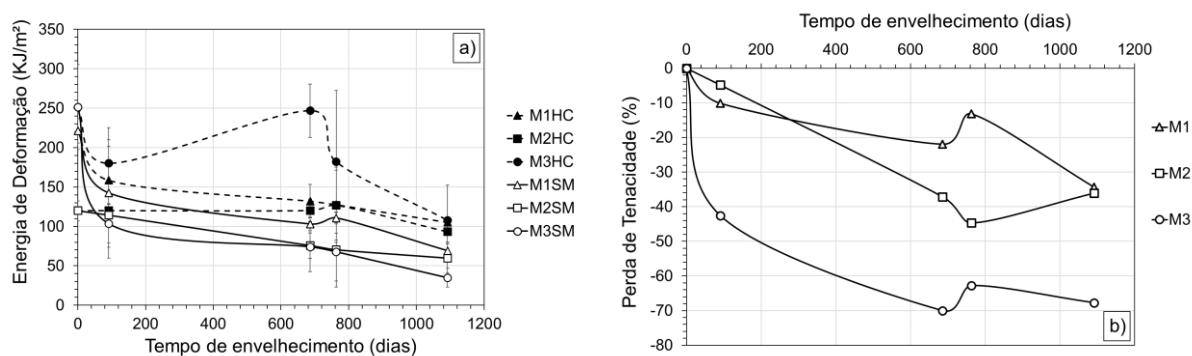 a)
350
300
250
200
150
100
50
0
Energia de Deformação (KJ/m²)
0 200 400 600 800 1000 1200
Tempo de envelhecimento (dias)
M1HC
M2HC
M3HC
M1SM
M2SM
M3SM
Tempo de envelhecimento (dias)
0 200 400 600 800 1000 1200
0
-10
-20
-30
-40
-50
-60
-70
-80
Perda de Tenacidade (%)
M1
M2
M3
b)